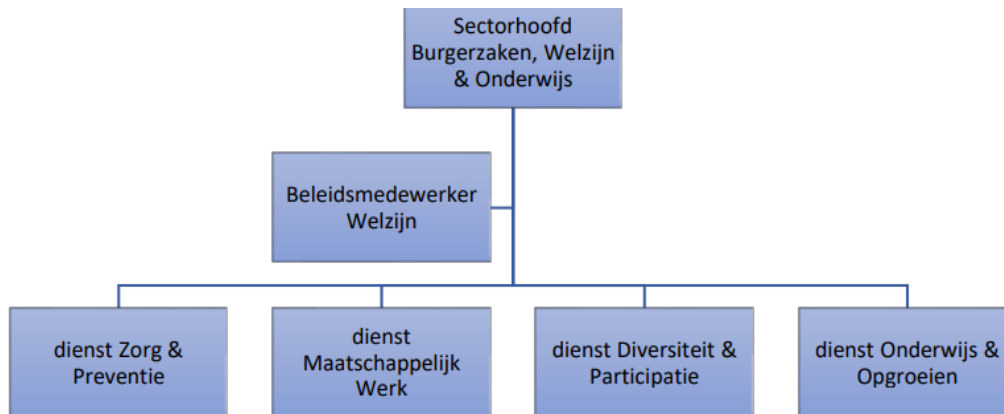 Sectorhoofd
Burgerzaken, Welzijn
& Onderwijs
Beleidsmedewerker
Welzijn
dienst Zorg &
Preventie
dienst
Maatschappelijk
Werk
dienst Diversiteit &
Participatie
dienst Onderwijs &
Opgroeien